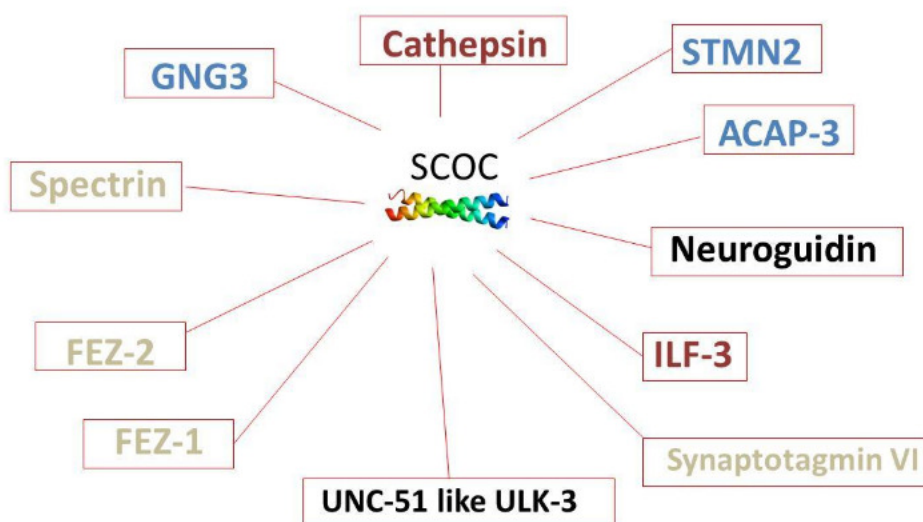 Cathepsin
STMN2
GNG3
ACAP-3
SCOC
Spectrin
Neuroguidin
FEZ-2
ILF-3
FEZ-1
Synaptotagmin VI
UNC-51 like ULK-3